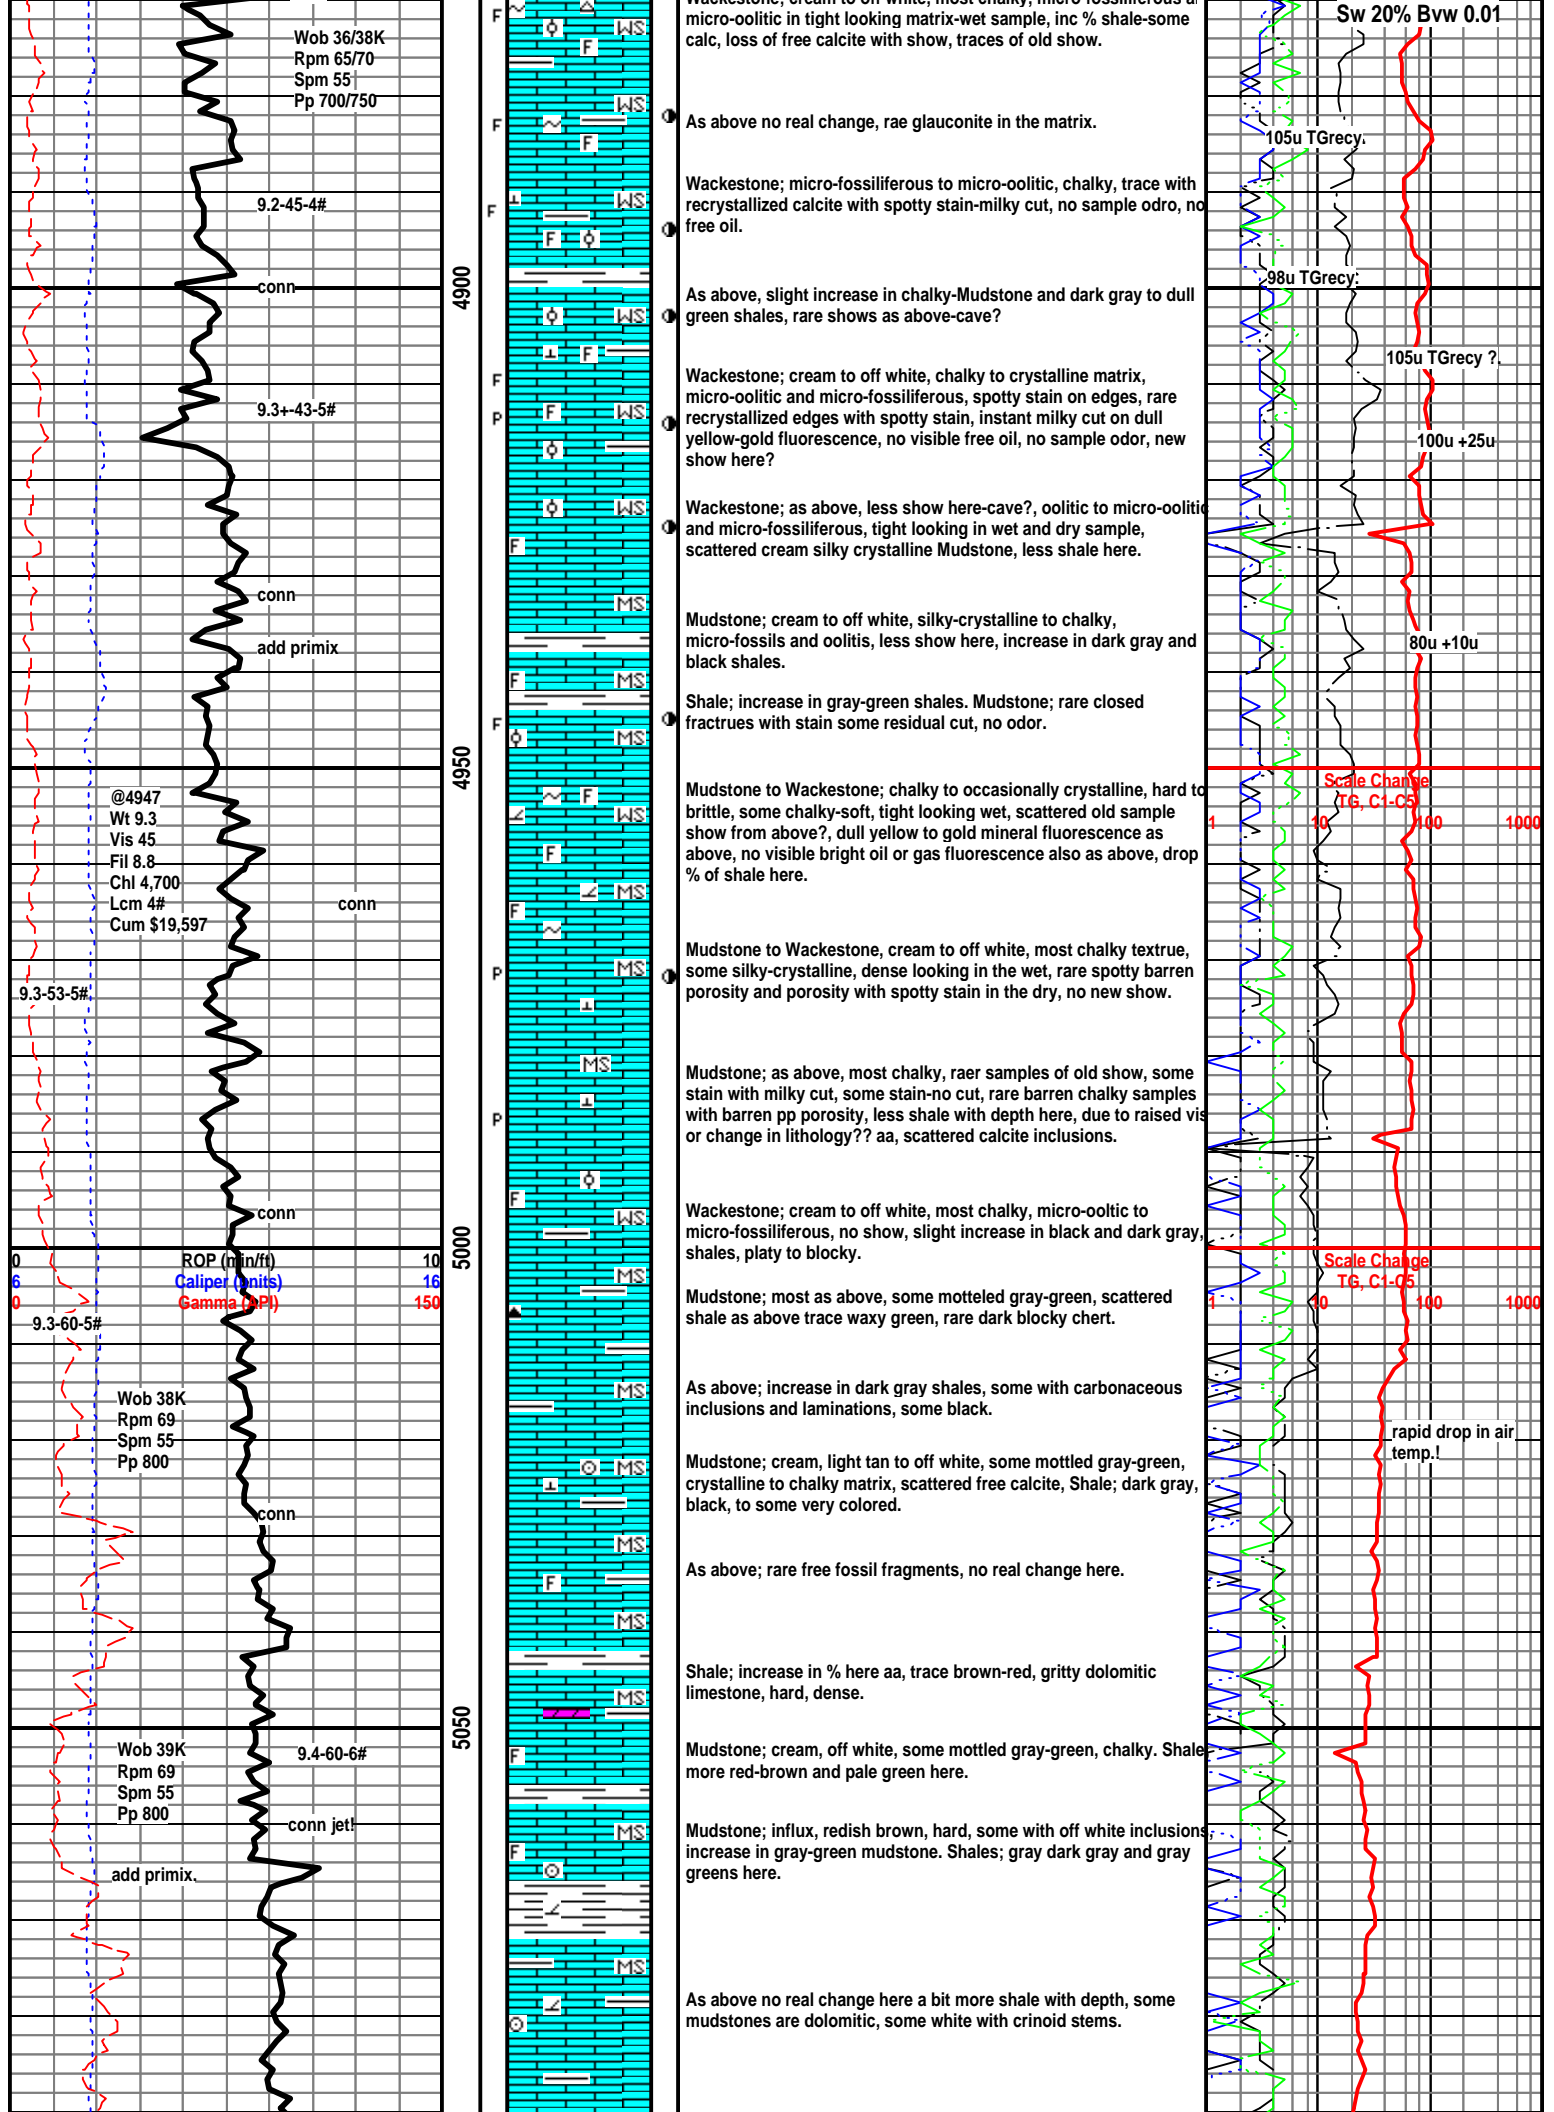 Wackestone; cream to off white, most chalky, micro-fossiliferous
micro-oolitic in tight looking matrix-wet sample, inc % shale-some
calc, loss of free calcite with show, traces of old show.
Sw 20% Bvw 0.01
Wob 36/38K
Rpm 65/70
Spm 55
Pp 700/750
F
F
WS
F
WS
F
F
As above no real change, rae glauconite in the matrix.
105u TGrecy.
9.2-45-4#
F
WS
F
Wackestone; micro-fossiliferous to micro-oolitic, chalky, trace with
recrystallized calcite with spotty stain-milky cut, no sample odro, no
free oil.
98u TGrecy.
conn
4900
WS
F
As above, slight increase in chalky-Mudstone and dark gray to dull
green shales, rare shows as above-cave?
105u TGrecy ?.
9.3+-43-5#
F
P
F
WS
Wackestone; cream to off white, chalky to crystalline matrix,
micro-oolitic and micro-fossiliferous, spotty stain on edges, rare
recrystallized edges with spotty stain, instant milky cut on dull
yellow-gold fluorescence, no visible free oil, no sample odor, new
show here?
100u +25u
WS
F
Wackestone; as above, less show here-cave?, oolitic to micro-oolitic
and micro-fossiliferous, tight looking in wet and dry sample,
scattered cream silky crystalline Mudstone, less shale here.
conn
add primix
MS
F
MS
Mudstone; cream to off white, silky-crystalline to chalky,
micro-fossils and oolitis, less show here, increase in dark gray and
black shales.
80u +10u
F
MS
Shale; increase in gray-green shales. Mudstone; rare closed
fractrues with stain some residual cut, no odor.
4950
@4947
Wt 9.3
Vis 45
Fil 8.8
Chl 4,700
Lcm 4#
Cum $19,597
conn
F
WS
F
MS
F
Mudstone to Wackestone; chalky to occasionally crystalline, hard to
brittle, some chalky-soft, tight looking wet, scattered old sample
show from above?, dull yellow to gold mineral fluorescence as
above, no visible bright oil or gas fluorescence also as above, drop
% of shale here.
Scale Change
TG, C1-C5
1 10 100 1000
9.3-53-5#
P
MS
Mudstone to Wackestone, cream to off white, most chalky textrue,
some silky-crystalline, dense looking in the wet, rare spotty barren
porosity and porosity with spotty stain in the dry, no new show.
P
MS
Mudstone; as above, most chalky, raer samples of old show, some
stain with milky cut, some stain-no cut, rare barren chalky samples
with barren pp porosity, less shale with depth here, due to raised vis
or change in lithology?? aa, scattered calcite inclusions.
conn
F
WS
Wackestone; cream to off white, most chalky, micro-ooltic to
micro-fossiliferous, no show, slight increase in black and dark gray,
shales, platy to blocky.
5000
0 ROP (min/ft) 10
6 Caliper (units) 16
0 Gamma (API) 150
Scale Change
TG, C1-C5
1 10 100 1000
9.3-60-5#
MS
Mudstone; most as above, some motteled gray-green, scattered
shale as above trace waxy green, rare dark blocky chert.
Wob 38K
Rpm 69
Spm 55
Pp 800
MS
As above; increase in dark gray shales, some with carbonaceous
inclusions and laminations, some black.
rapid drop in air
temp.!
conn
MS
Mudstone; cream, light tan to off white, some mottled gray-green,
crystalline to chalky matrix, scattered free calcite, Shale; dark gray,
black, to some very colored.
MS
F
MS
As above; rare free fossil fragments, no real change here.
MS
Shale; increase in % here aa, trace brown-red, gritty dolomitic
limestone, hard, dense.
5050
Wob 39K
Rpm 69
Spm 55
Pp 800
9.4-60-6#
conn jet!
F
Mudstone; cream, off white, some mottled gray-green, chalky. Shale
more red-brown and pale green here.
add primix.
MS
F
Mudstone; influx, redish brown, hard, some with off white inclusions,
increase in gray-green mudstone. Shales; gray dark gray and gray
greens here.
MS
As above no real change here a bit more shale with depth, some
mudstones are dolomitic, some white with crinoid stems.